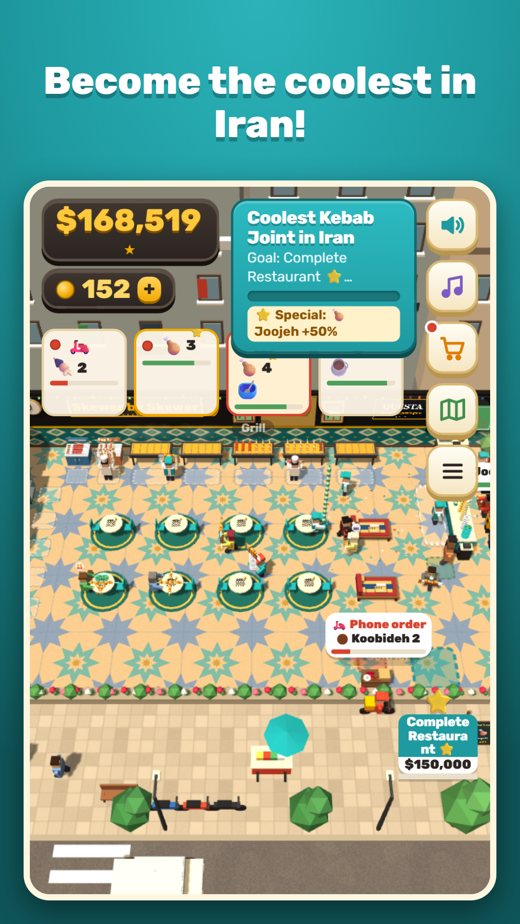 Become the coolest in
Iran!
$168,519
152
Coolest Kebab
Joint in Iran
Goal: Complete
Restaurant ⭐...
Special:
Joojeh +50%
2
3
4
Grill
Phone order
Koobideh 2
Complete
Restaura
nt ⭐
$150,000